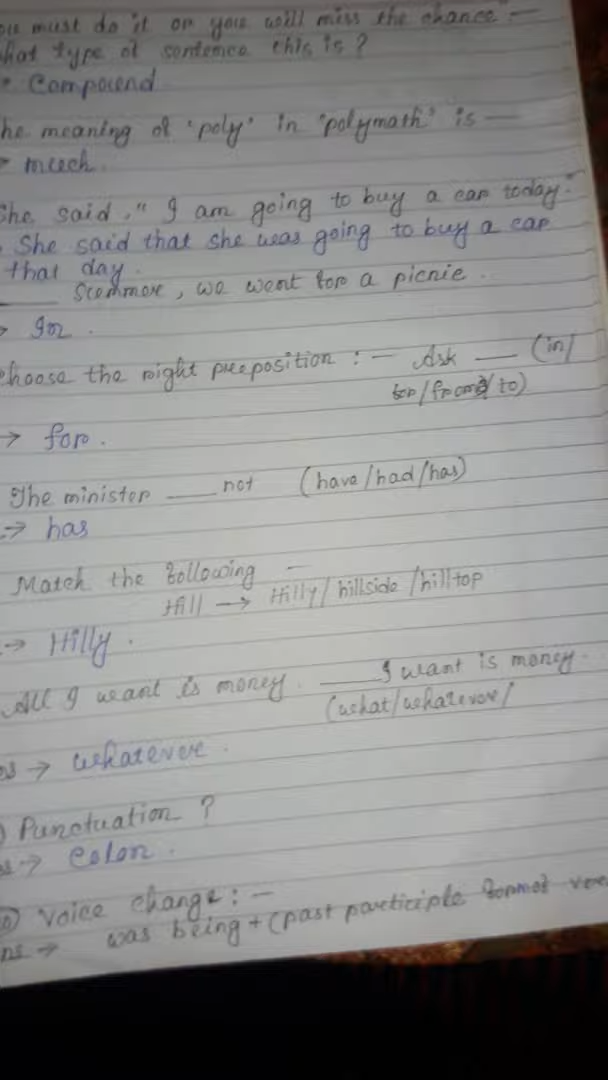 must do it or you will miss the chance" —
what type of sentence this is?
Compound
The meaning of 'poly' in 'polymath' is —
→ much.
She said, "I am going to buy a car today."
She said that she was going to buy a car
that day.
____ Summer, we went for a picnic.
→ In.
Choose the right preposition :- Ask — (in/
for/from/to)
→ for.
The minister ____ not (have/had/has)
→ has
Match the following —
Hill → Hilly/hillside/hilltop
→ Hilly.
All I want is money. ____ I want is money.
(what/whatever/
ns → whatever.
) Punctuation ?
ns → Colon.
) Voice change :-
ns → was being + (past participle form of